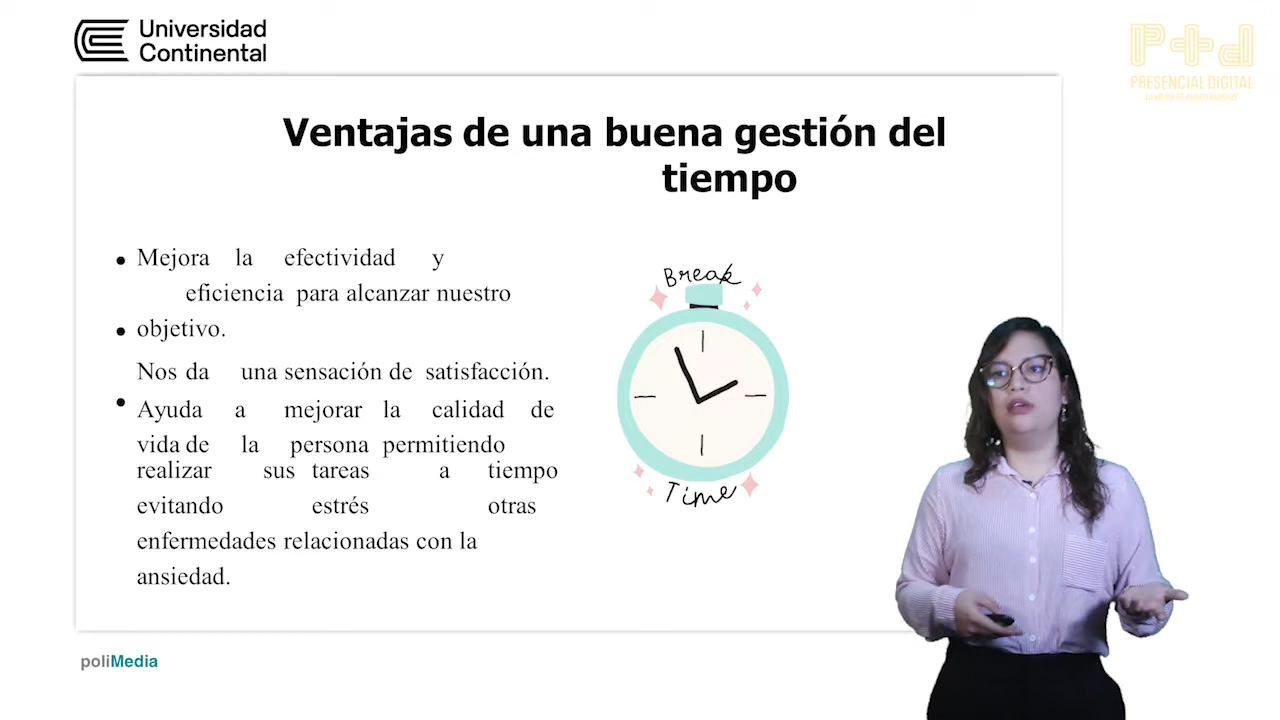 Universidad
Continental
P+d
PRESENCIAL DIGITAL
Ventajas de una buena gestión del
tiempo
• Mejora la efectividad y
eficiencia para alcanzar nuestro
• objetivo.
Nos da una sensación de satisfacción.
• Ayuda a mejorar la calidad de
vida de la persona permitiendo
realizar sus tareas a tiempo
evitando estrés otras
enfermedades relacionadas con la
ansiedad.
Break
Time
poliMedia